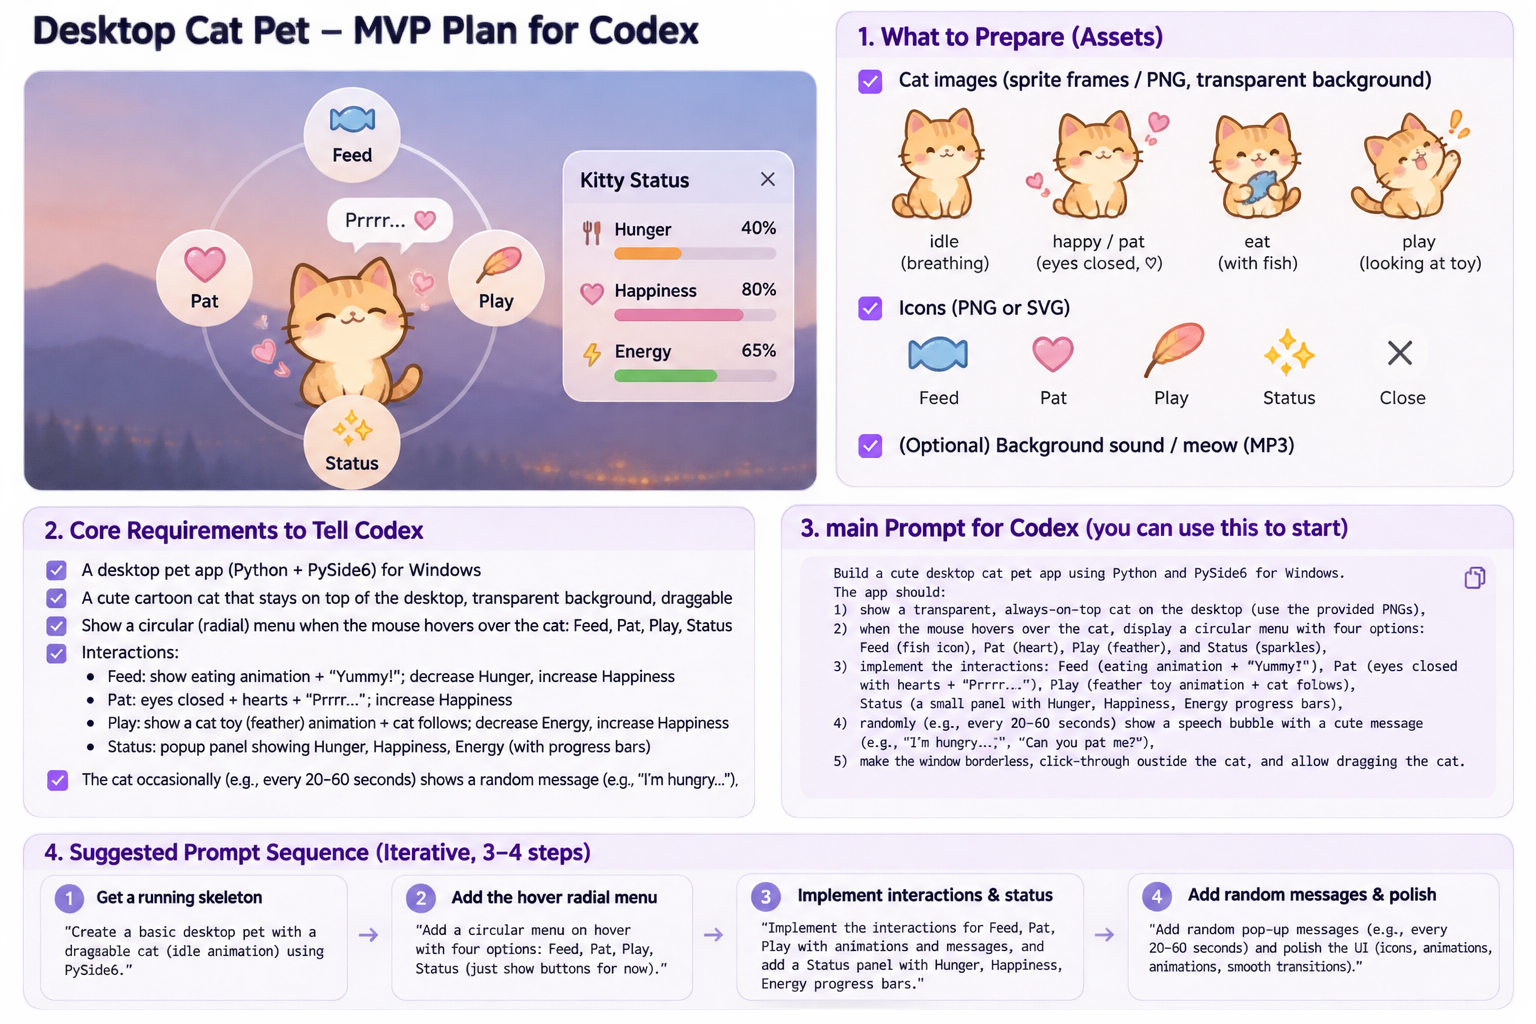 Desktop Cat Pet – MVP Plan for Codex
Feed
Prrrr...
Pat
Play
Status
Kitty Status
Hunger 40%
Happiness 80%
Energy 65%
1. What to Prepare (Assets)
Cat images (sprite frames / PNG, transparent background)
idle
(breathing)
happy / pat
(eyes closed, ♡)
eat
(with fish)
play
(looking at toy)
Icons (PNG or SVG)
Feed
Pat
Play
Status
Close
(Optional) Background sound / meow (MP3)
2. Core Requirements to Tell Codex
A desktop pet app (Python + PySide6) for Windows
A cute cartoon cat that stays on top of the desktop, transparent background, draggable
Show a circular (radial) menu when the mouse hovers over the cat: Feed, Pat, Play, Status
Interactions:
• Feed: show eating animation + “Yummy!”; decrease Hunger, increase Happiness
• Pat: eyes closed + hearts + “Prrrr...”; increase Happiness
• Play: show a cat toy (feather) animation + cat follows; decrease Energy, increase Happiness
• Status: popup panel showing Hunger, Happiness, Energy (with progress bars)
The cat occasionally (e.g., every 20–60 seconds) shows a random message (e.g., “I'm hungry...”),
3. main Prompt for Codex (you can use this to start)
Build a cute desktop cat pet app using Python and PySide6 for Windows.
The app should:
1) show a transparent, always-on-top cat on the desktop (use the provided PNGs),
2) when the mouse hovers over the cat, display a circular menu with four options:
Feed (fish icon), Pat (heart), Play (feather), and Status (sparkles),
3) implement the interactions: Feed (eating animation + "Yummy!"), Pat (eyes closed
with hearts + "Prrrr..."), Play (feather toy animation + cat follows),
Status (a small panel with Hunger, Happiness, Energy progress bars),
4) randomly (e.g., every 20–60 seconds) show a speech bubble with a cute message
(e.g., "I'm hungry...;", "Can you pat me?"),
5) make the window borderless, click-through oustide the cat, and allow dragging the cat.
4. Suggested Prompt Sequence (Iterative, 3–4 steps)
1 Get a running skeleton
“Create a basic desktop pet with a
draggable cat (idle animation) using
PySide6.”
2 Add the hover radial menu
“Add a circular menu on hover
with four options: Feed, Pat, Play,
Status (just show buttons for now).”
3 Implement interactions & status
“Implement the interactions for Feed, Pat,
Play with animations and messages, and
add a Status panel with Hunger, Happiness,
Energy progress bars.”
4 Add random messages & polish
“Add random pop-up messages (e.g., every
20–60 seconds) and polish the UI (icons, animations,
animations, smooth transitions).”